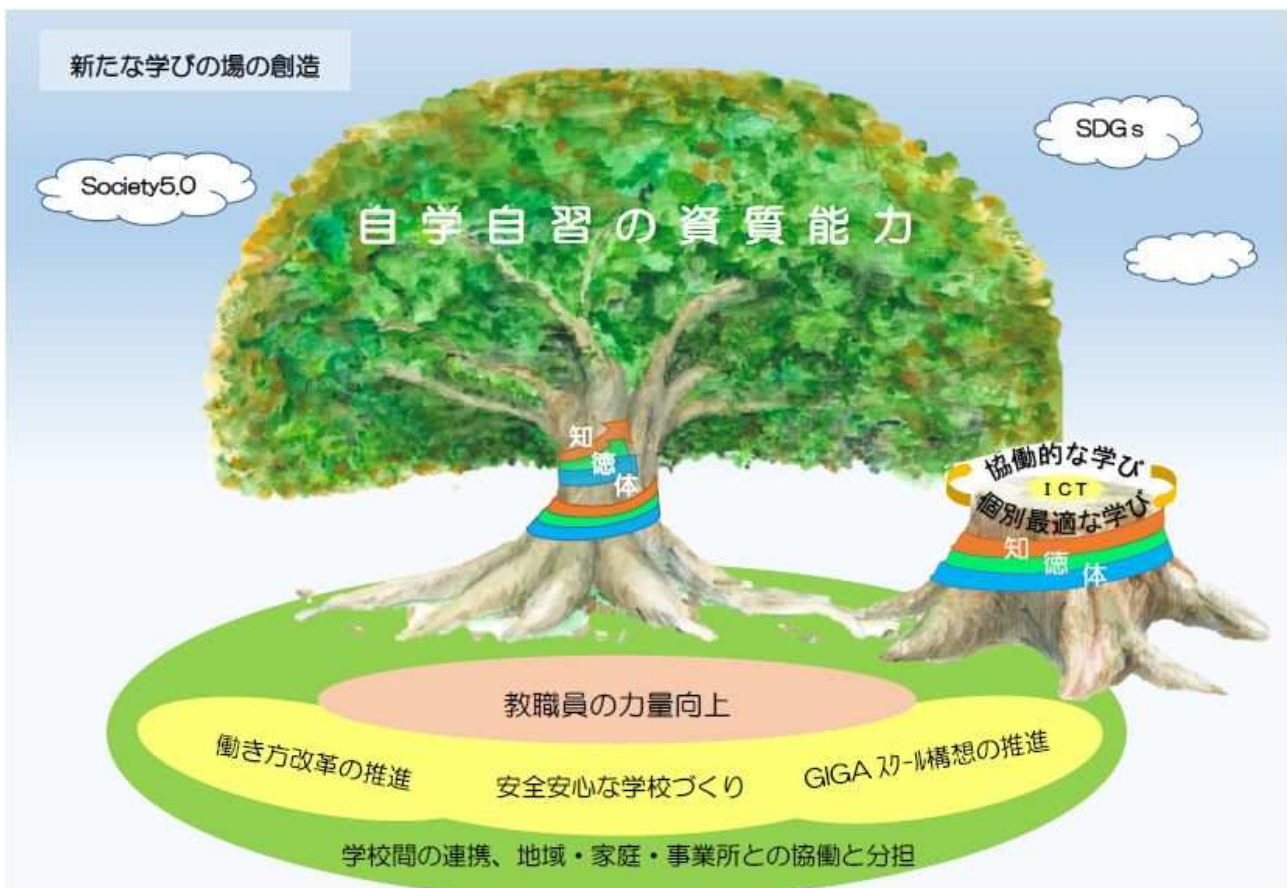 新たな学びの場の創造
SDGs
Society5.0
自学自習の資質能力
知
徳
体
協働的な学び
ICT
個別最適な学び
知
徳
体
教職員の力量向上
働き方改革の推進
安全安心な学校づくり
GIGAスクール構想の推進
学校間の連携、地域・家庭・事業所との協働と分担